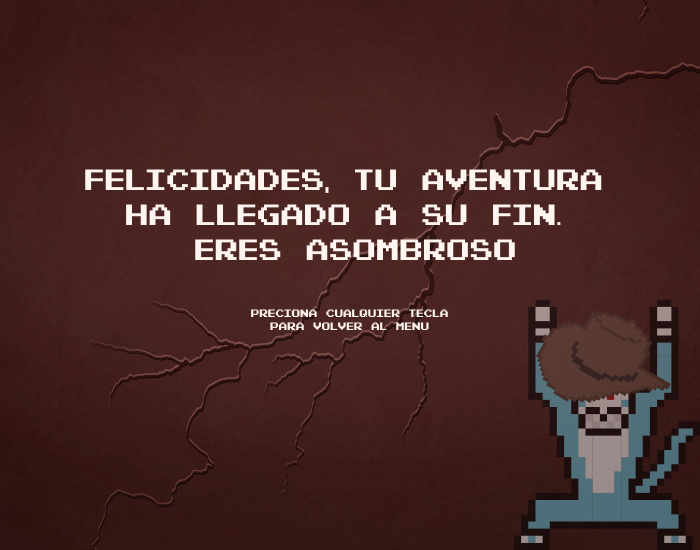 FELICIDADES, TU AVENTURA
HA LLEGADO A SU FIN.
ERES ASOMBROSO
PRECIONA CUALQUIER TECLA
PARA VOLVER AL MENU